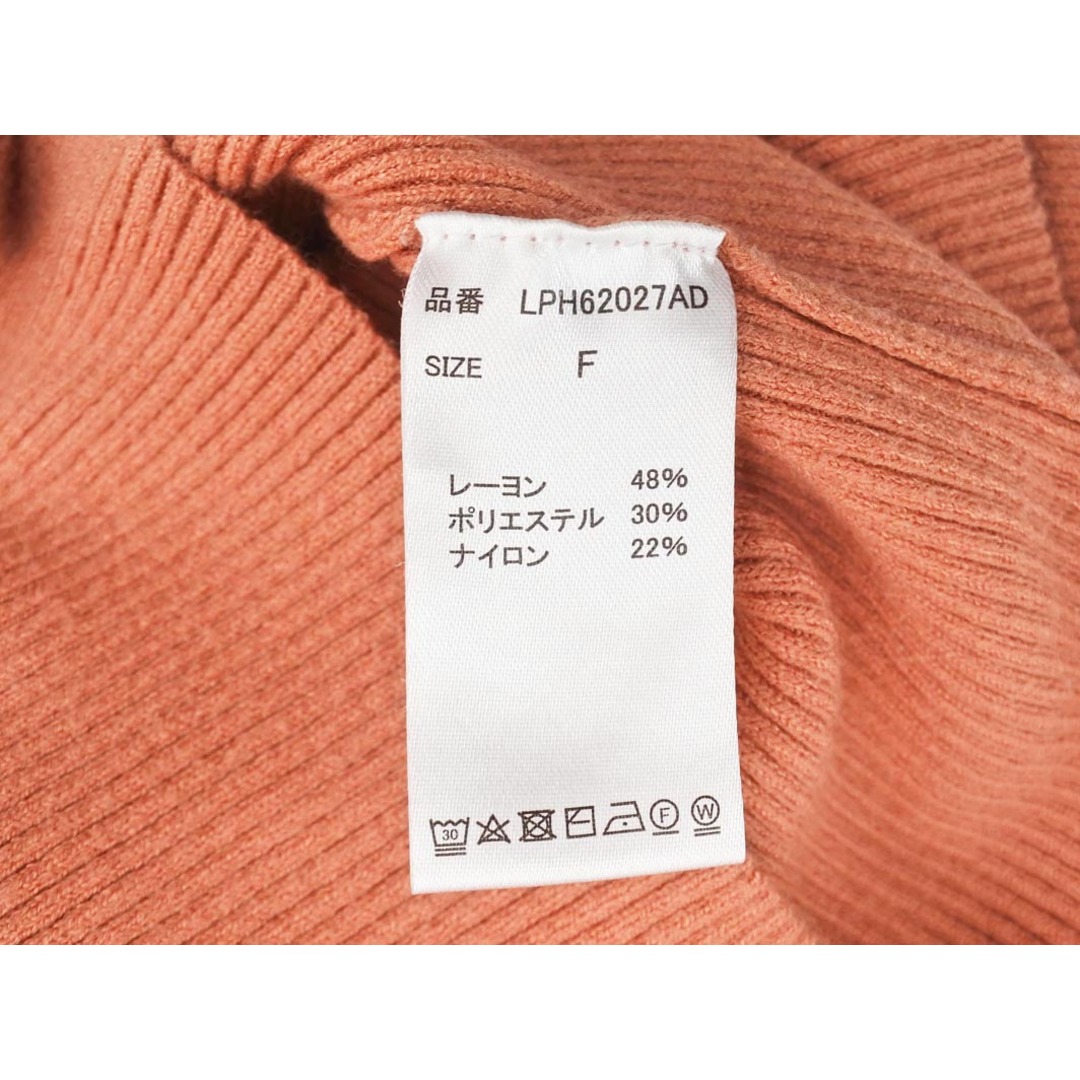 品番 LPH62027AD
SIZE F
レーヨン 48%
ポリエステル 30%
ナイロン 22%
30 F W